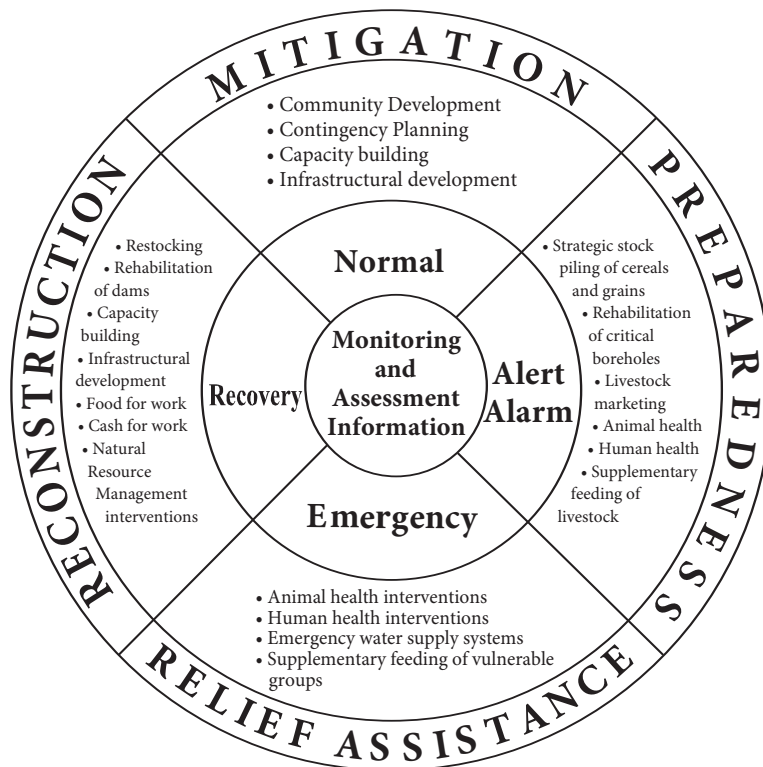 MITIGATION
• Community Development
• Contingency Planning
• Capacity building
• Infrastructural development
Normal
PREPAREDNESS
• Strategic stock
piling of cereals
and grains
• Rehabilitation
of critical
boreholes
• Livestock
marketing
• Animal health
• Human health
• Supplementary
feeding of
livestock
Alert
Alarm
RELIEF ASSISTANCE
• Animal health interventions
• Human health interventions
• Emergency water supply systems
• Supplementary feeding of vulnerable
groups
Emergency
RECONSTRUCTION
• Restocking
• Rehabilitation
of dams
• Capacity
building
• Infrastructural
development
• Food for work
• Cash for work
• Natural
Resource
Management
interventions
Recovery
Monitoring
and
Assessment
Information